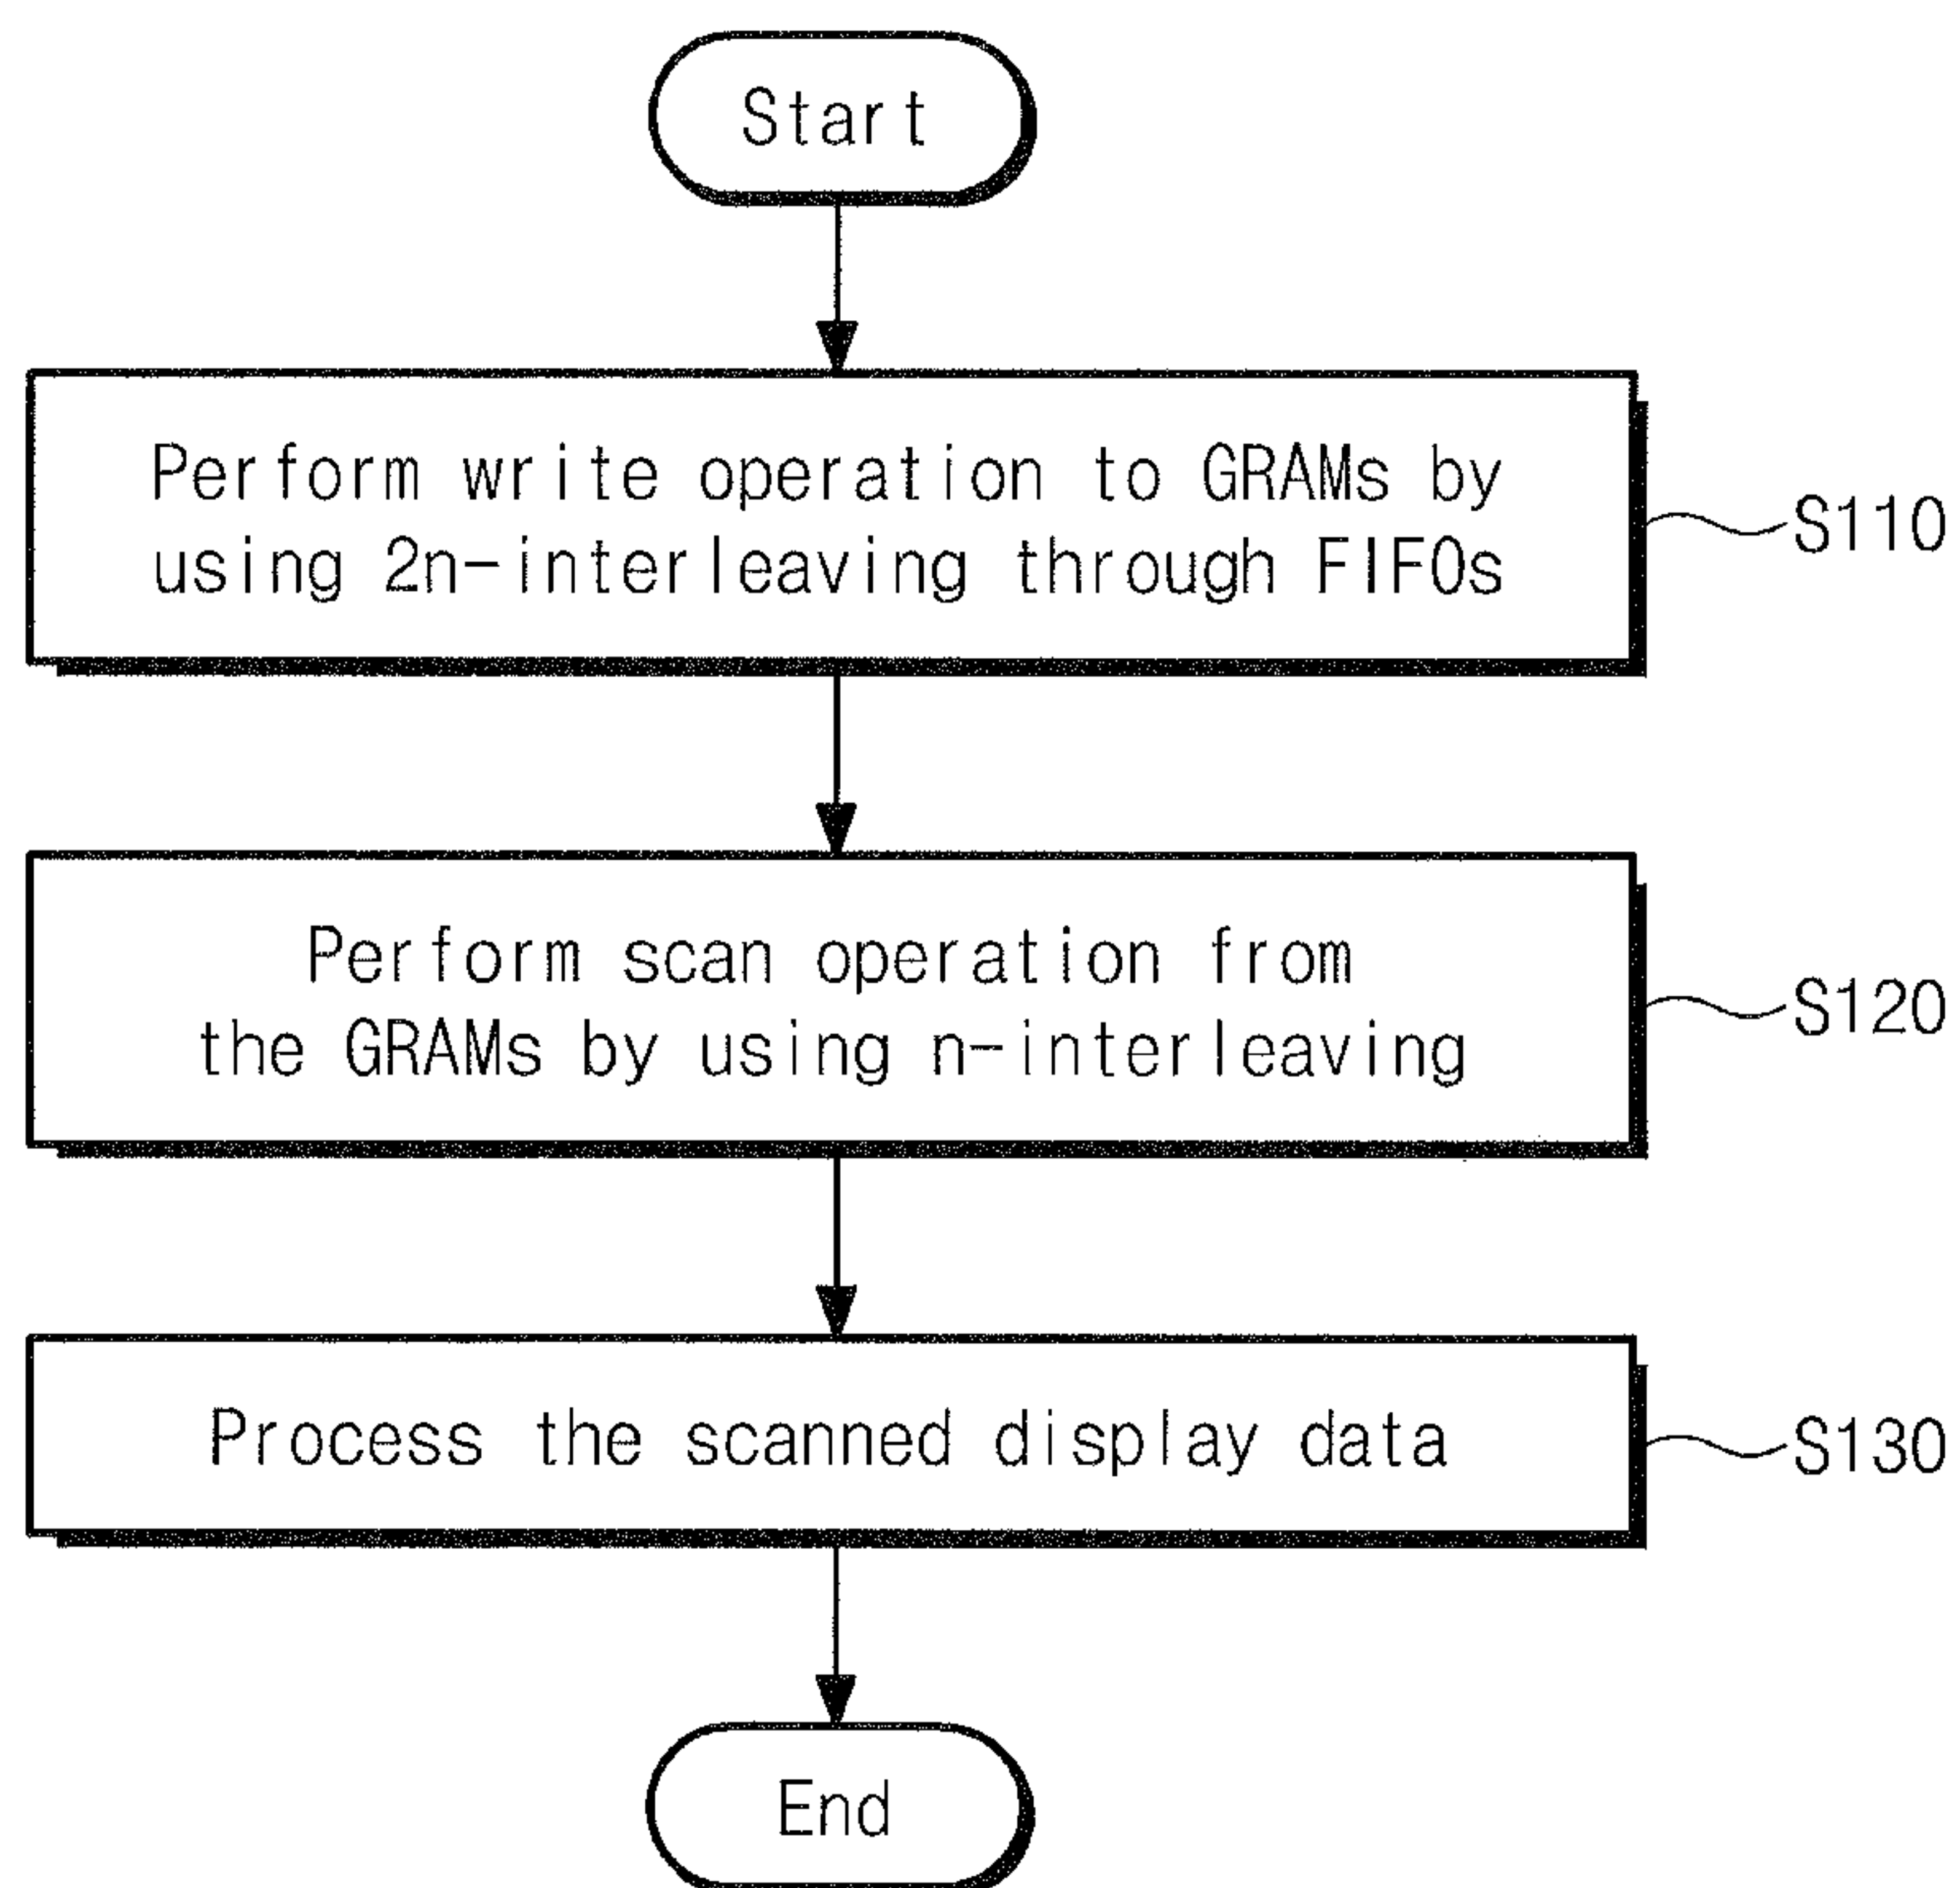 Start
Perform write operation to GRAMs by
using 2n-interleaving through FIFOs
S110
Perform scan operation from
the GRAMs by using n-interleaving
S120
Process the scanned display data
S130
End